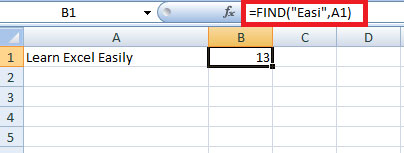 B1 fx =FIND("Easi",A1)
A B C D
1 Learn Excel Easily 13
2
3
4
5